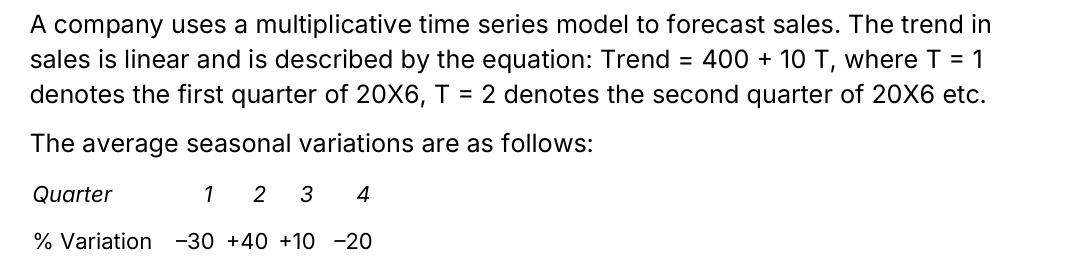 A company uses a multiplicative time series model to forecast sales. The trend in
sales is linear and is described by the equation: Trend = 400 + 10 T, where T = 1
denotes the first quarter of 20X6, T = 2 denotes the second quarter of 20X6 etc.
The average seasonal variations are as follows:
Quarter 1 2 3 4
% Variation –30 +40 +10 –20